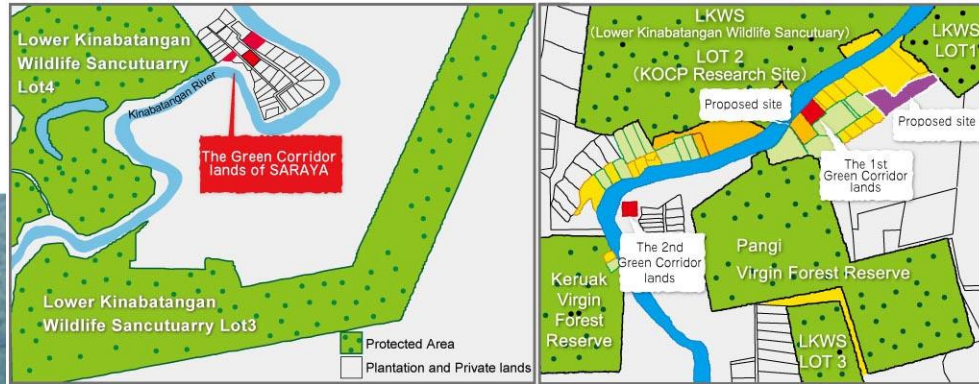 Lower Kinabatangan
Wildlife Sancutuarry
Lot4
Kinabatangan River
The Green Corridor
lands of SARAYA
Lower Kinabatangan
Wildlife Sancutuarry Lot3
Protected Area
Plantation and Private lands
LKWS
(Lower Kinabatangan Wildlife Sancutuary)
LOT 2
(KOCP Research Site)
LKWS
LOT1
Proposed site
Proposed site
The 1st
Green Corridor
lands
The 2nd
Green Corridor
lands
Pangi
Virgin Forest Reserve
Keruak
Virgin
Forest
Reserve
LKWS
LOT 3